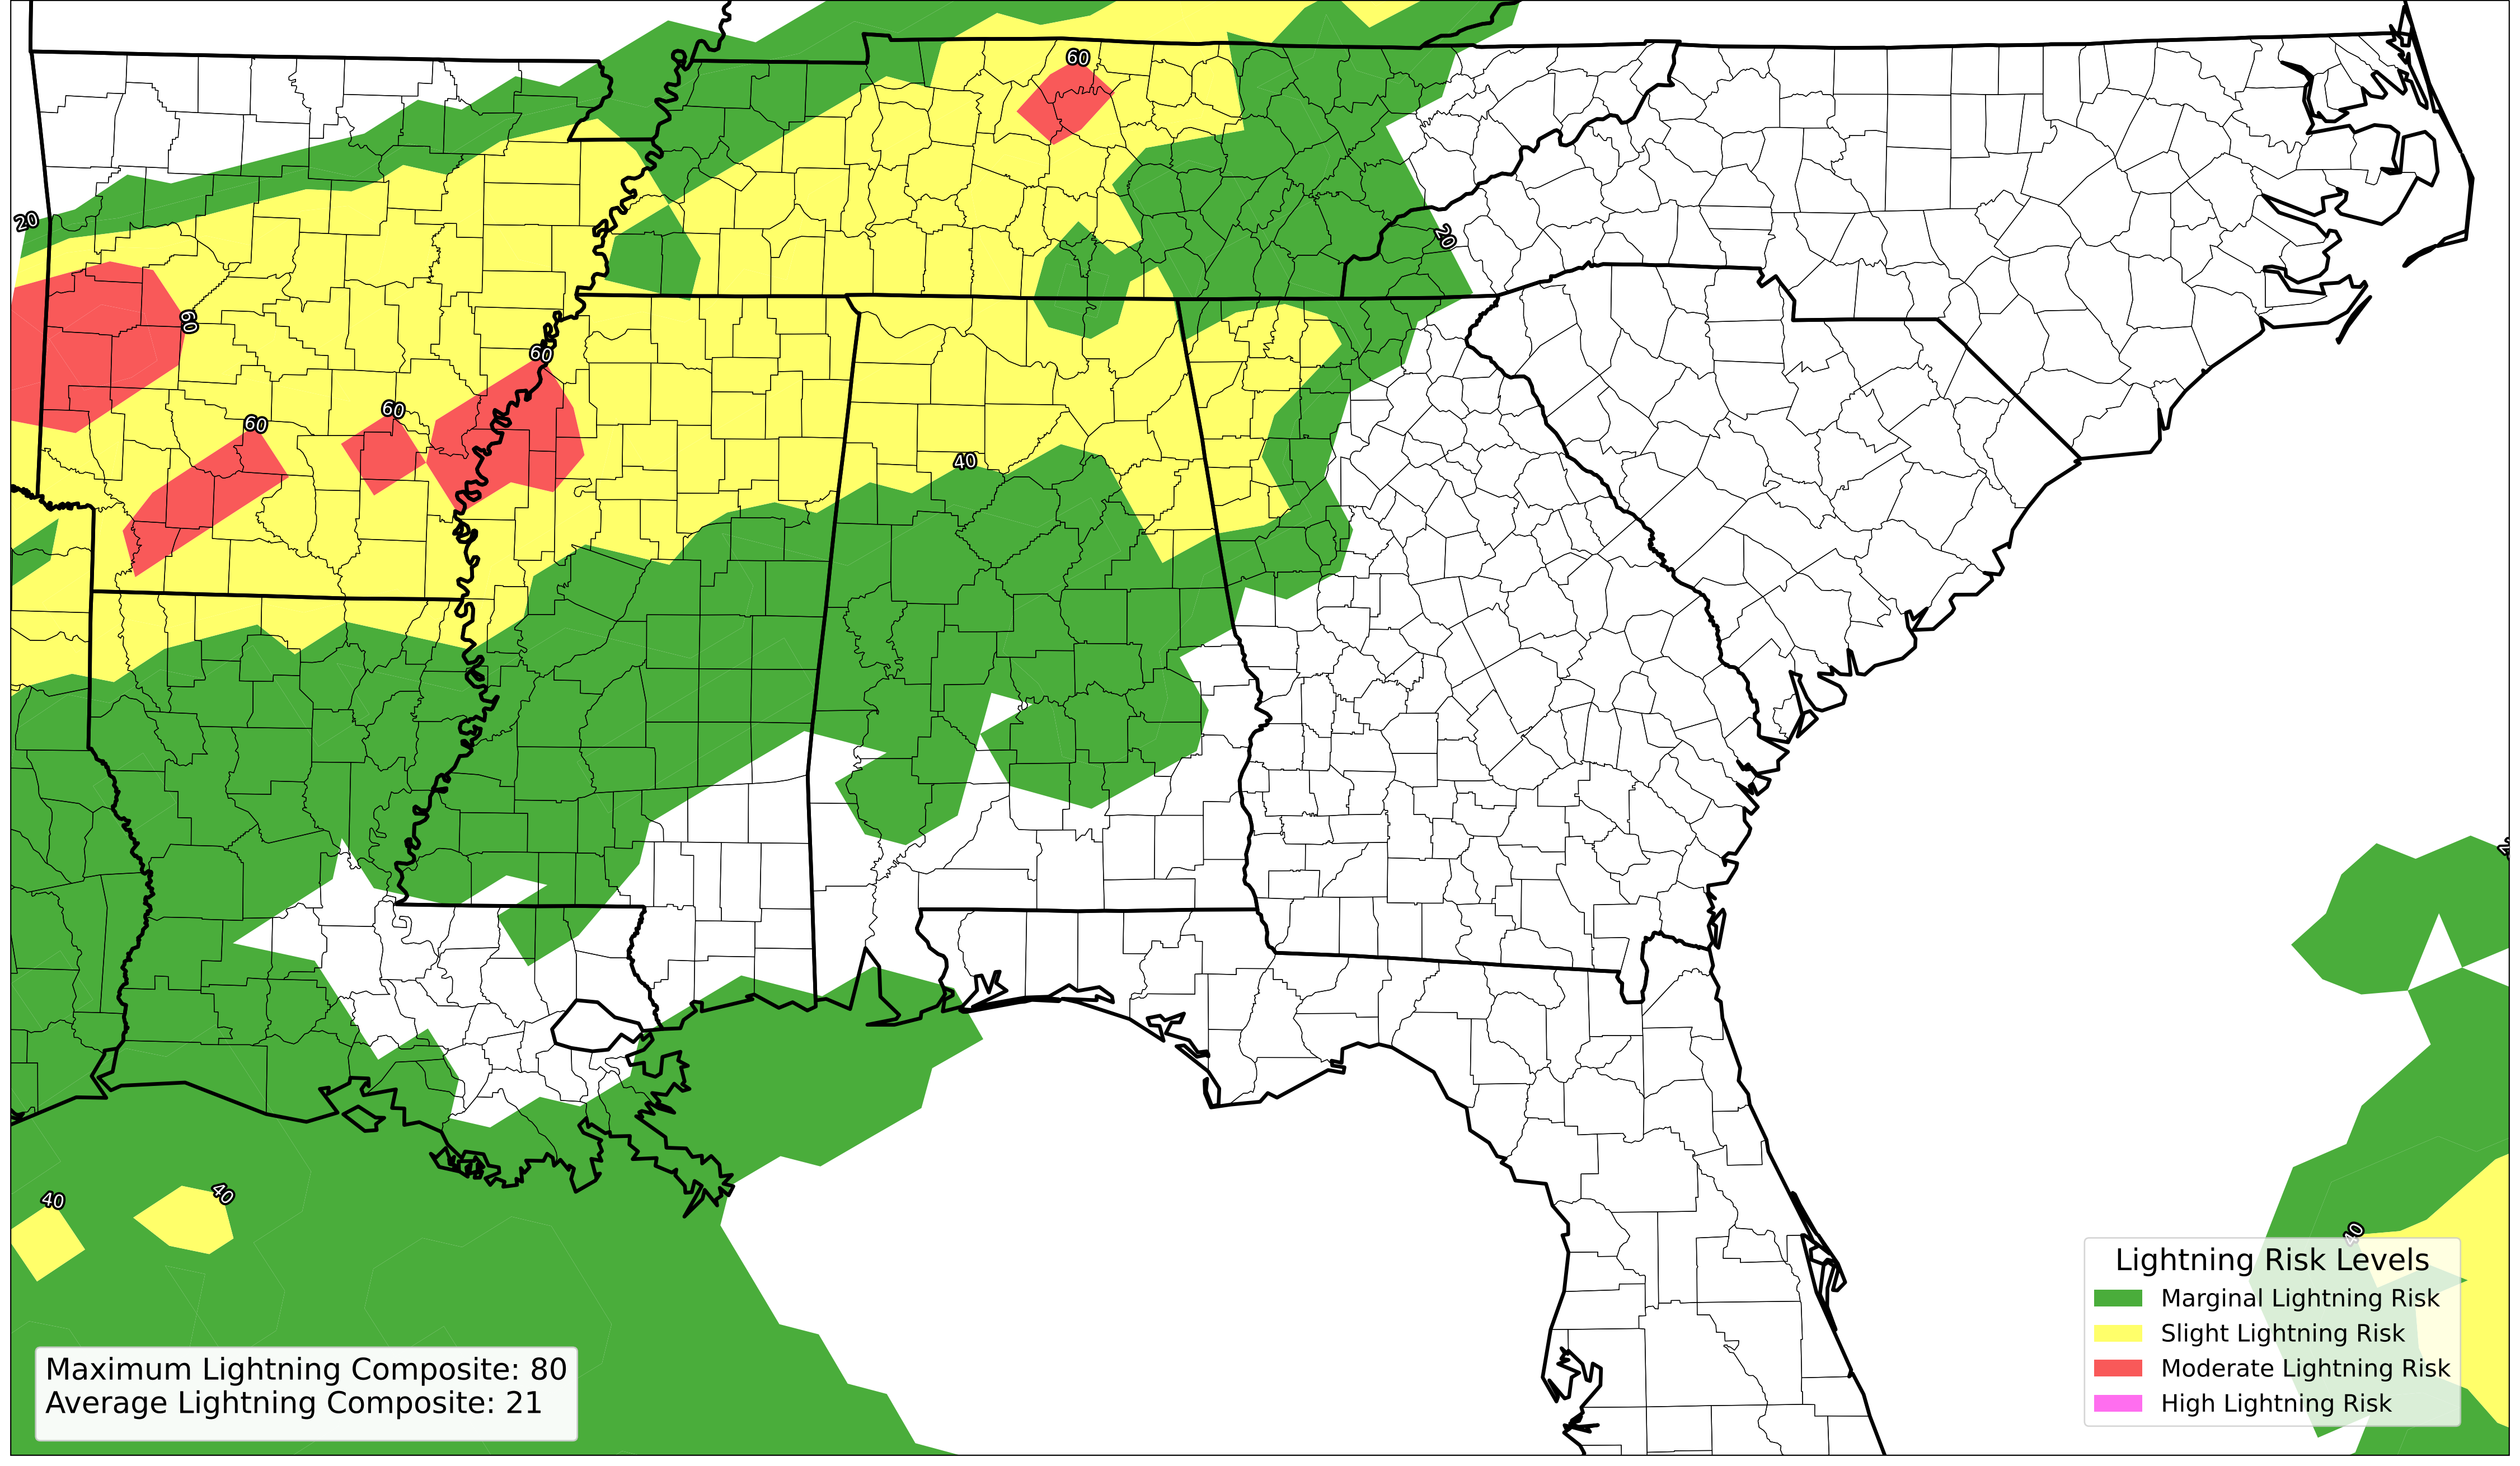 60
20
20
60
60
60
60
40
40
40
40
Lightning Risk Levels
Marginal Lightning Risk
Slight Lightning Risk
Moderate Lightning Risk
High Lightning Risk
Maximum Lightning Composite: 80
Average Lightning Composite: 21